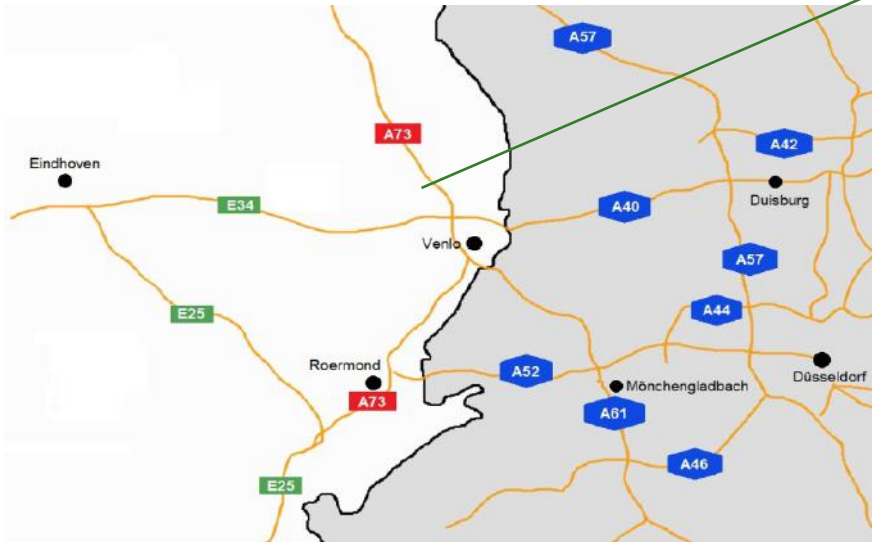 A57
A73
A42
Eindhoven
E34
A40
Duisburg
Venlo
A57
E25
A44
Roermond
A52
Düsseldorf
A73
Mönchengladbach
A61
A46
E25